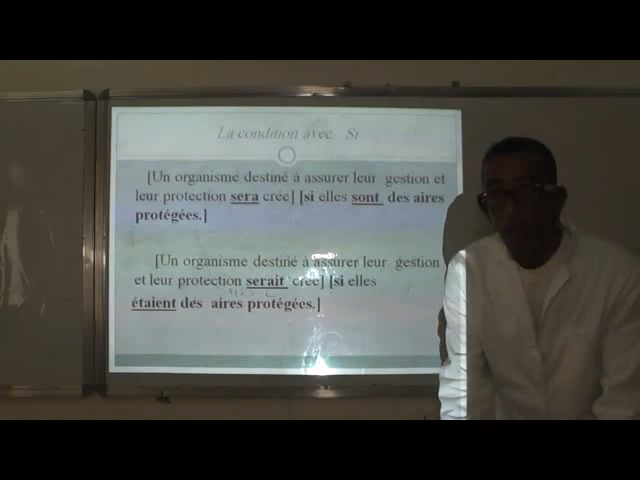 La condition avec Si
[Un organisme destiné à assurer leur gestion et
leur protection sera crée] [si elles sont des aires
protégées.]
[Un organisme destiné à assurer leur gestion
et leur protection serait crée] [si elles
étaient des aires protégées.]